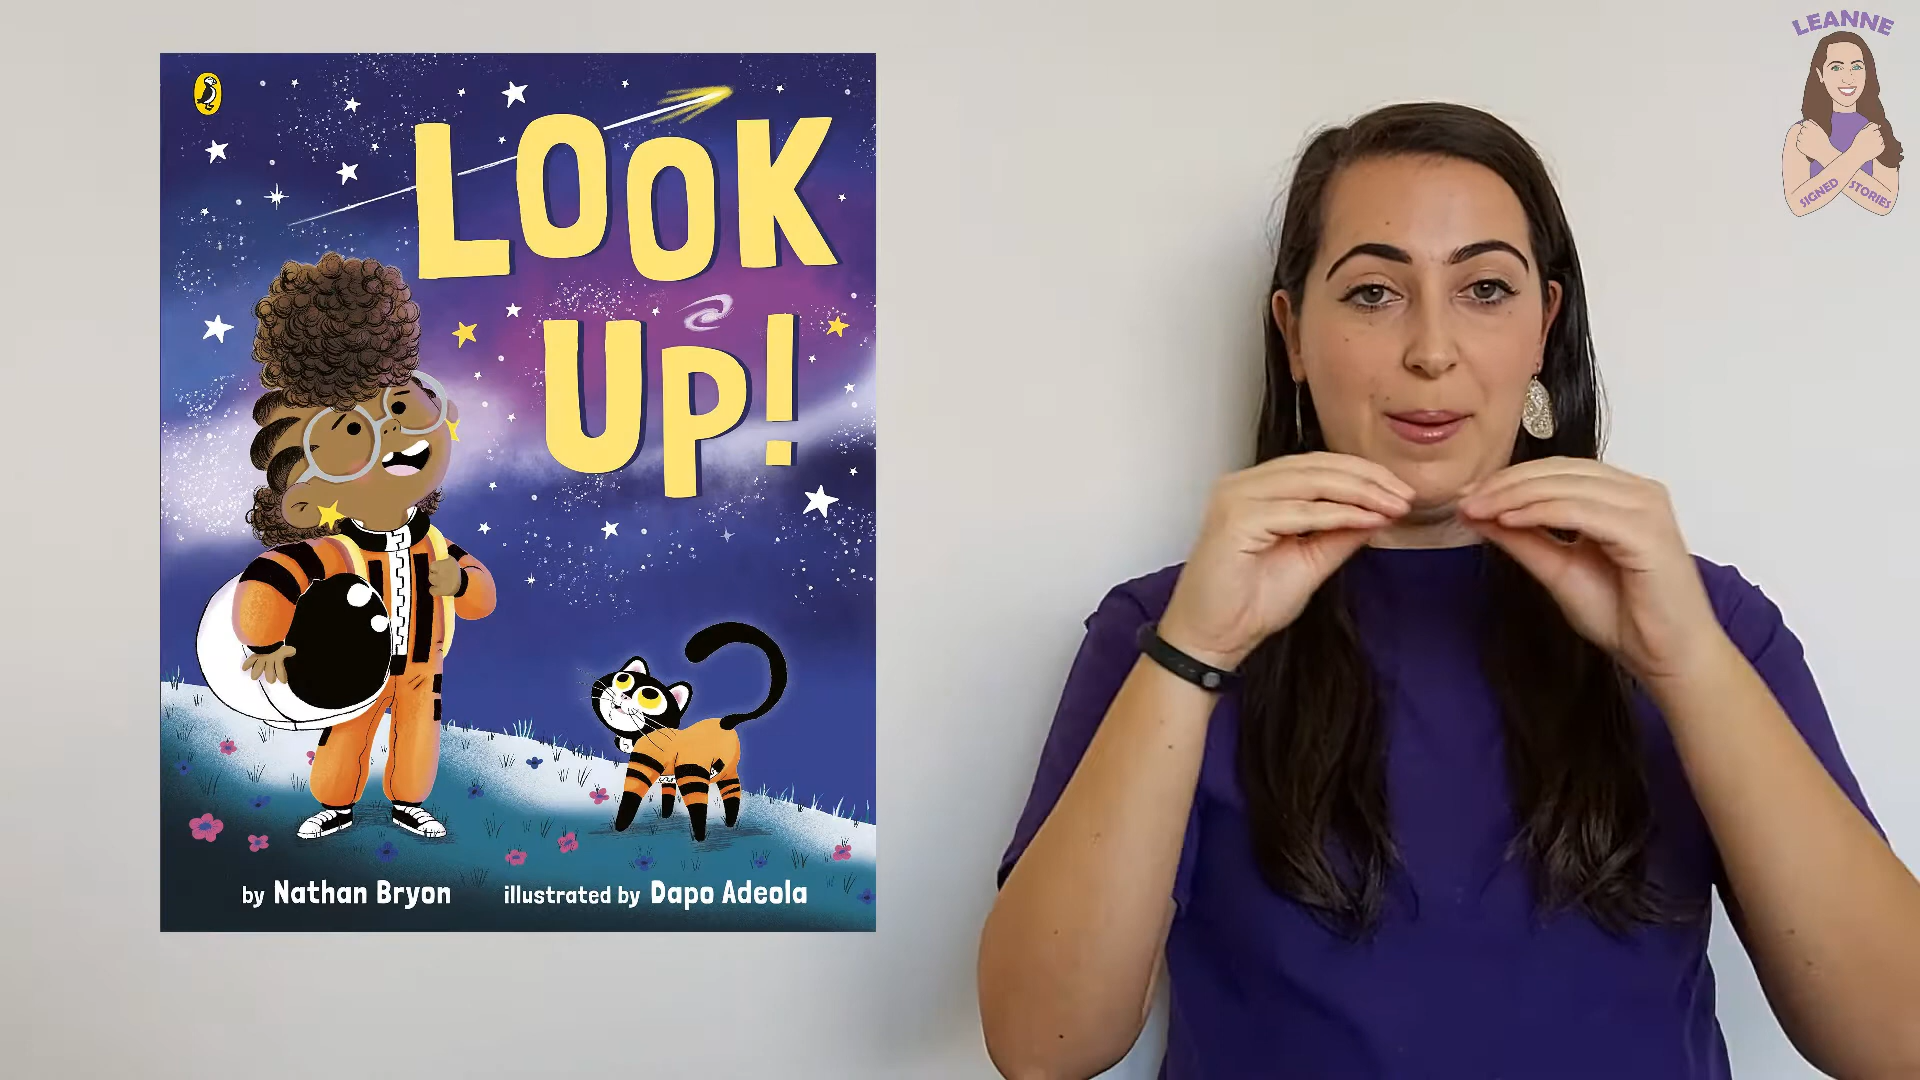 LOOK
UP!
by Nathan Bryon
illustrated by Dapo Adeola
LEANNE
SIGNED STORIES